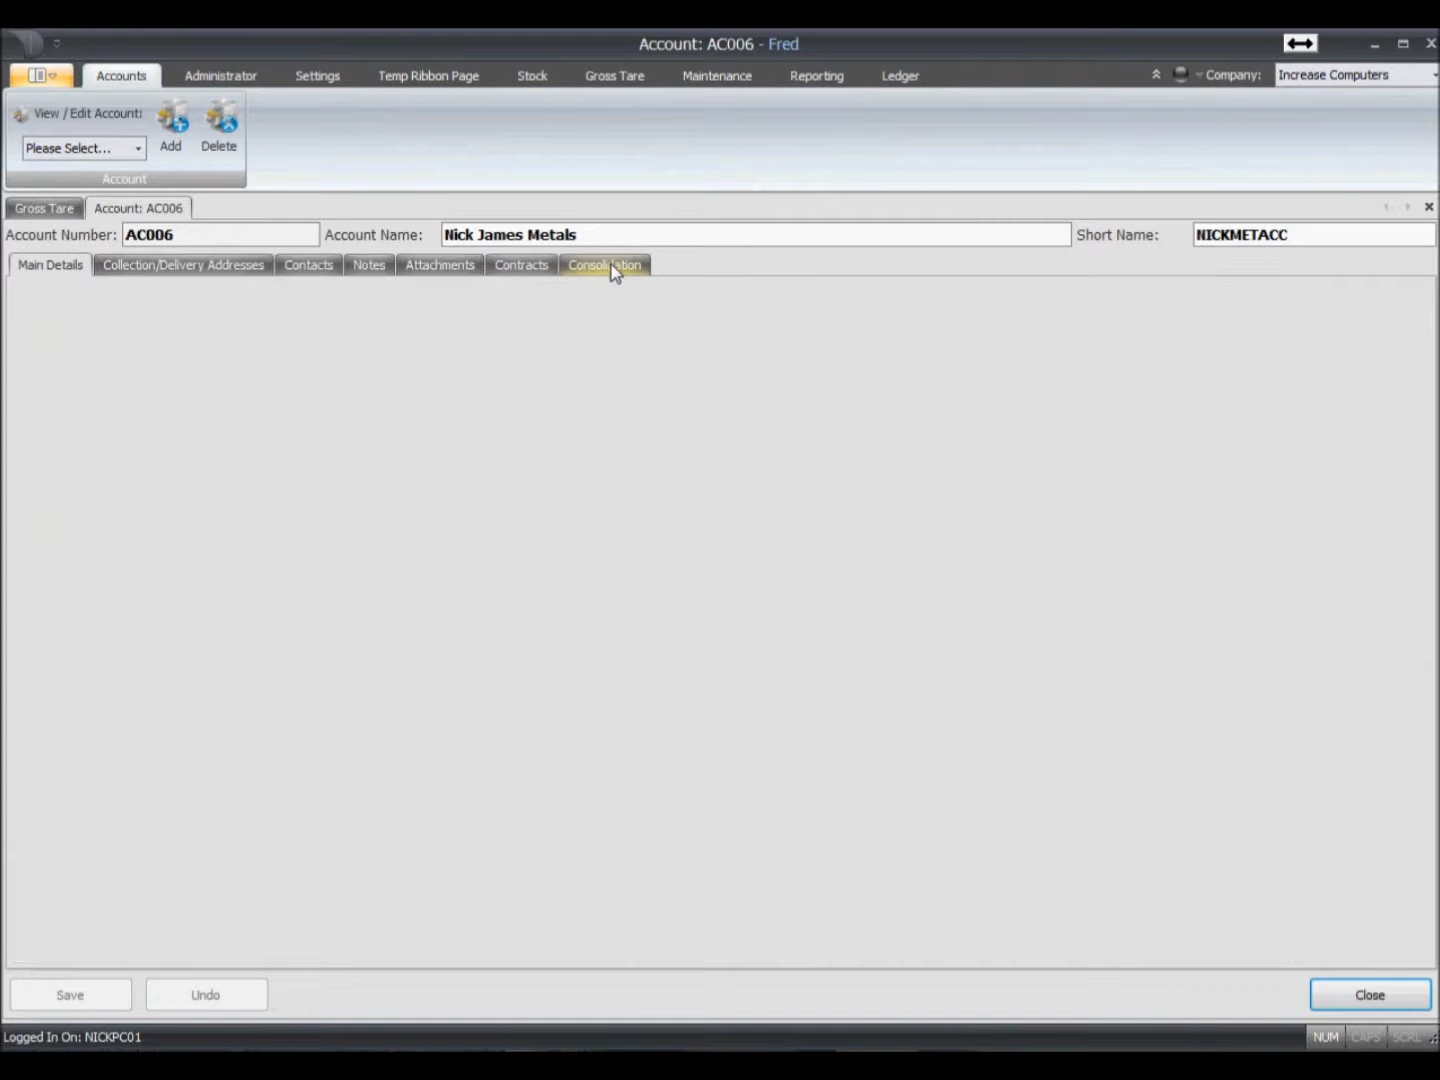 Account: AC006 - Fred
Accounts Administrator Settings Temp Ribbon Page Stock Gross Tare Maintenance Reporting Ledger Company: Increase Computers
View / Edit Account:
Please Select... Add Delete
Account
Gross Tare Account: AC006
Account Number: AC006 Account Name: Nick James Metals Short Name: NICKMETACC
Main Details Collection/Delivery Addresses Contacts Notes Attachments Contracts Consolidation
Save Undo Close
Logged In On: NICKPC01 NUM CAPS SCRL